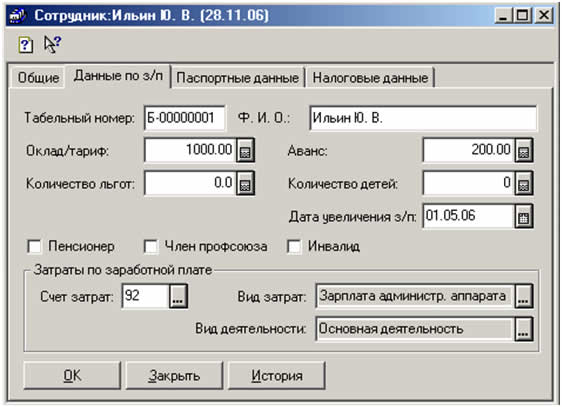 Сотрудник:Ильин Ю. В. (28.11.06)
Общие Данные по з/п Паспортные данные Налоговые данные
Табельный номер: Б-00000001 Ф. И. О.: Ильин Ю. В.
Оклад/тариф: 1000.00 Аванс: 200.00
Количество льгот: 0.0 Количество детей: 0
Дата увеличения з/п: 01.05.06
Пенсионер Член профсоюза Инвалид
Затраты по заработной плате
Счет затрат: 92 ... Вид затрат: Зарплата администр. аппарата ...
Вид деятельности: Основная деятельность ...
ОК Закрыть История